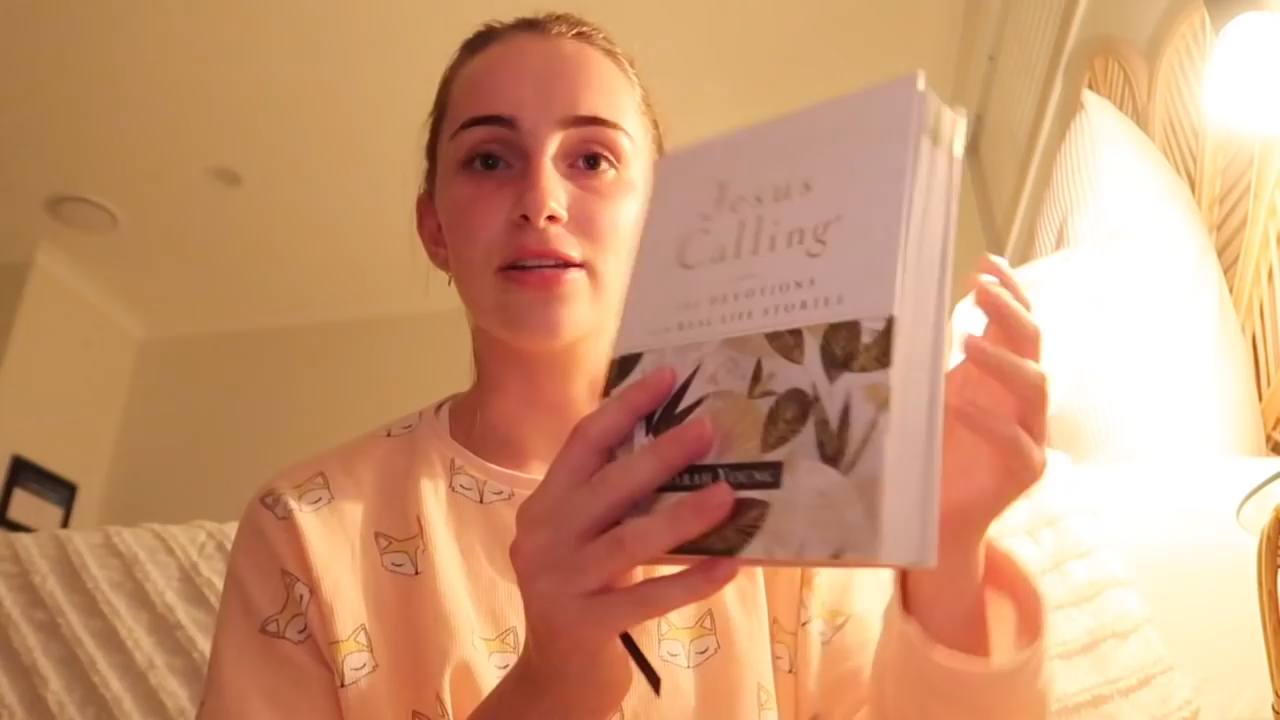 Jesus
Calling
DEVOTIONS
REAL-LIFE STORIES
SARAH YOUNG